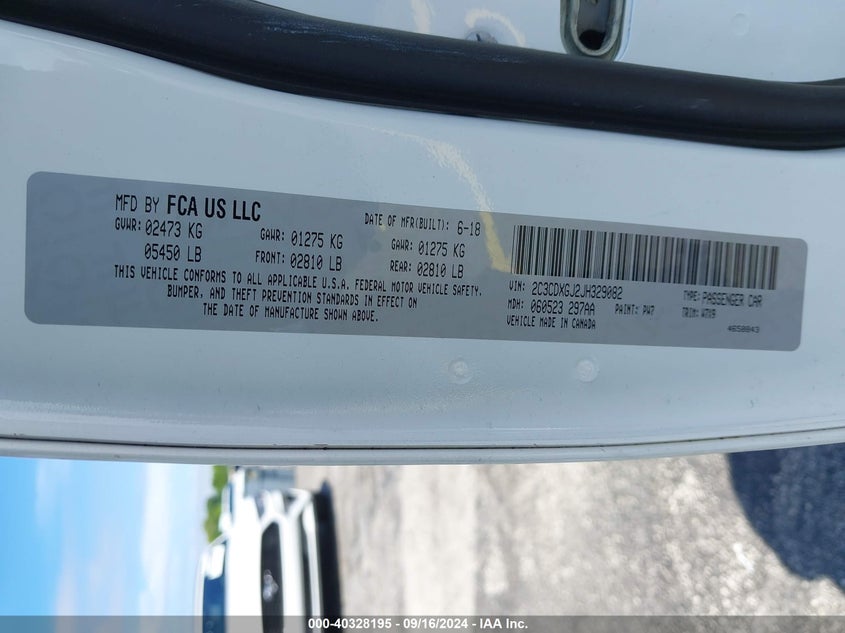 MFD BY FCA US LLC
DATE OF MFR(BUILT): 6-18
GVWR: 02473 KG
05450 LB
GAWR: 01275 KG
FRONT: 02810 LB
GAWR: 01275 KG
REAR: 02810 LB
THIS VEHICLE CONFORMS TO ALL APPLICABLE U.S.A. FEDERAL MOTOR VEHICLE SAFETY,
BUMPER, AND THEFT PREVENTION STANDARDS IN EFFECT ON
THE DATE OF MANUFACTURE SHOWN ABOVE.
VIN: 2C3CDXGJ2JH329082
TYPE: PASSENGER CAR
MDH: 060523 297AA
PAINT: PW7
TRIM: W7X9
VEHICLE MADE IN CANADA
4650843
000-40328195 - 09/16/2024 - IAA Inc.